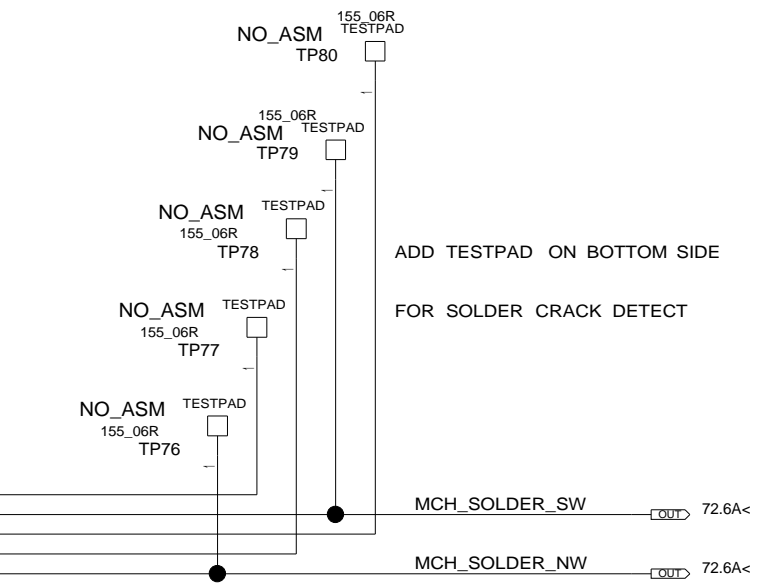 155_06R
NO_ASM TESTPAD
TP80
155_06R
NO_ASM TESTPAD
TP79
NO_ASM TESTPAD
155_06R
TP78
ADD TESTPAD ON BOTTOM SIDE
FOR SOLDER CRACK DETECT
NO_ASM TESTPAD
155_06R
TP77
NO_ASM TESTPAD
155_06R
TP76
MCH_SOLDER_SW OUT 72.6A<
MCH_SOLDER_NW OUT 72.6A<